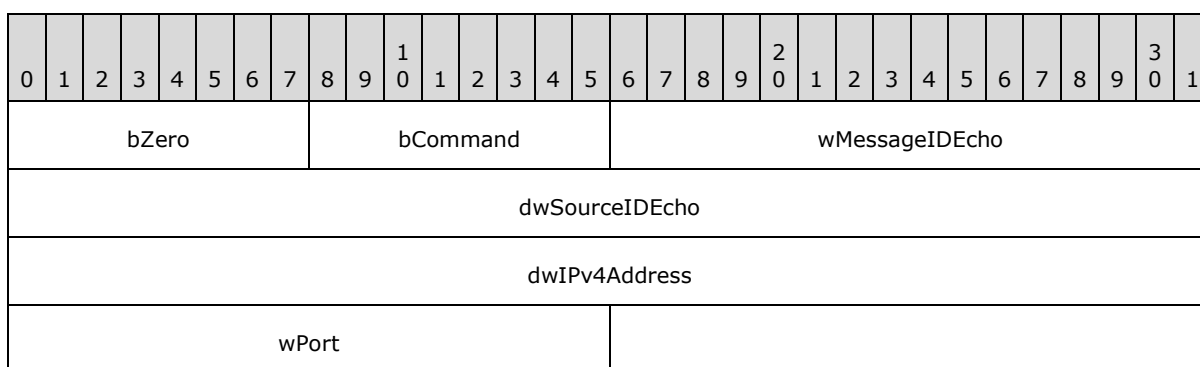 0 1 2 3 4 5 6 7 8 9 1 0 1 2 3 4 5 6 7 8 9 2 0 1 2 3 4 5 6 7 8 9 3 0 1
bZero bCommand wMessageIDEcho
dwSourceIDEcho
dwIPv4Address
wPort